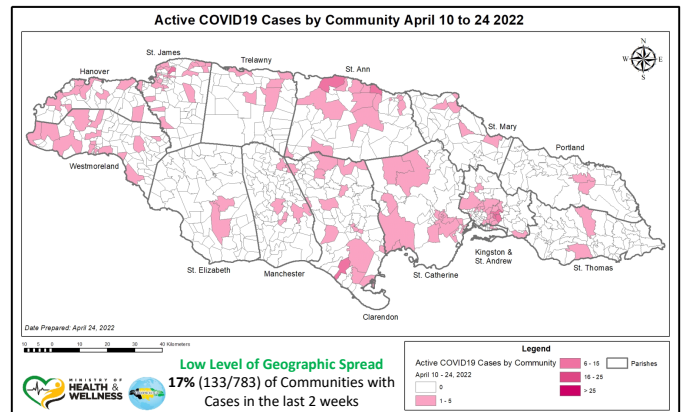 Active COVID19 Cases by Community April 10 to 24 2022
N
W
E
S
St. James
Trelawny
St. Ann
Hanover
St. Mary
Portland
Westmoreland
St. Elizabeth
Manchester
St. Catherine
Kingston &
St. Andrew
St. Thomas
Clarendon
Date Prepared: April 24, 2022
10 5 0 10 20 30 40 Kilometers
MINISTRY OF
HEALTH &
WELLNESS
Low Level of Geographic Spread
17% (133/783) of Communities with
Cases in the last 2 weeks
Legend
Active COVID19 Cases by Community
April 10 - 24, 2022
0
1 - 5
6 - 15
16 - 25
> 25
Parishes